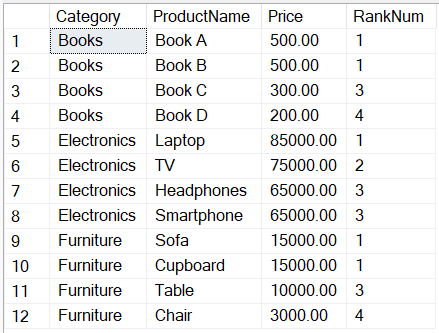 Category ProductName Price RankNum
1 Books Book A 500.00 1
2 Books Book B 500.00 1
3 Books Book C 300.00 3
4 Books Book D 200.00 4
5 Electronics Laptop 85000.00 1
6 Electronics TV 75000.00 2
7 Electronics Headphones 65000.00 3
8 Electronics Smartphone 65000.00 3
9 Furniture Sofa 15000.00 1
10 Furniture Cupboard 15000.00 1
11 Furniture Table 10000.00 3
12 Furniture Chair 3000.00 4